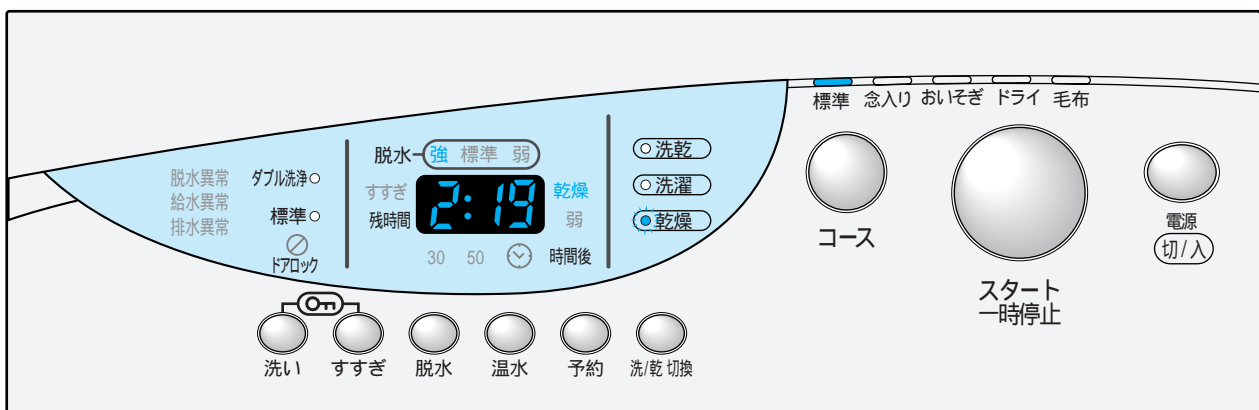 標準 念入り おいそぎ ドライ 毛布
脱水 強 標準 弱
脱水異常
給水異常
排水異常
ダブル洗浄
標準
ドアロック
すすぎ
残時間
2:19
乾燥
弱
30 50 時間後
洗乾
洗濯
乾燥
コース
スタート
一時停止
電源
切/入
洗い すすぎ 脱水 温水 予約 洗/乾 切換